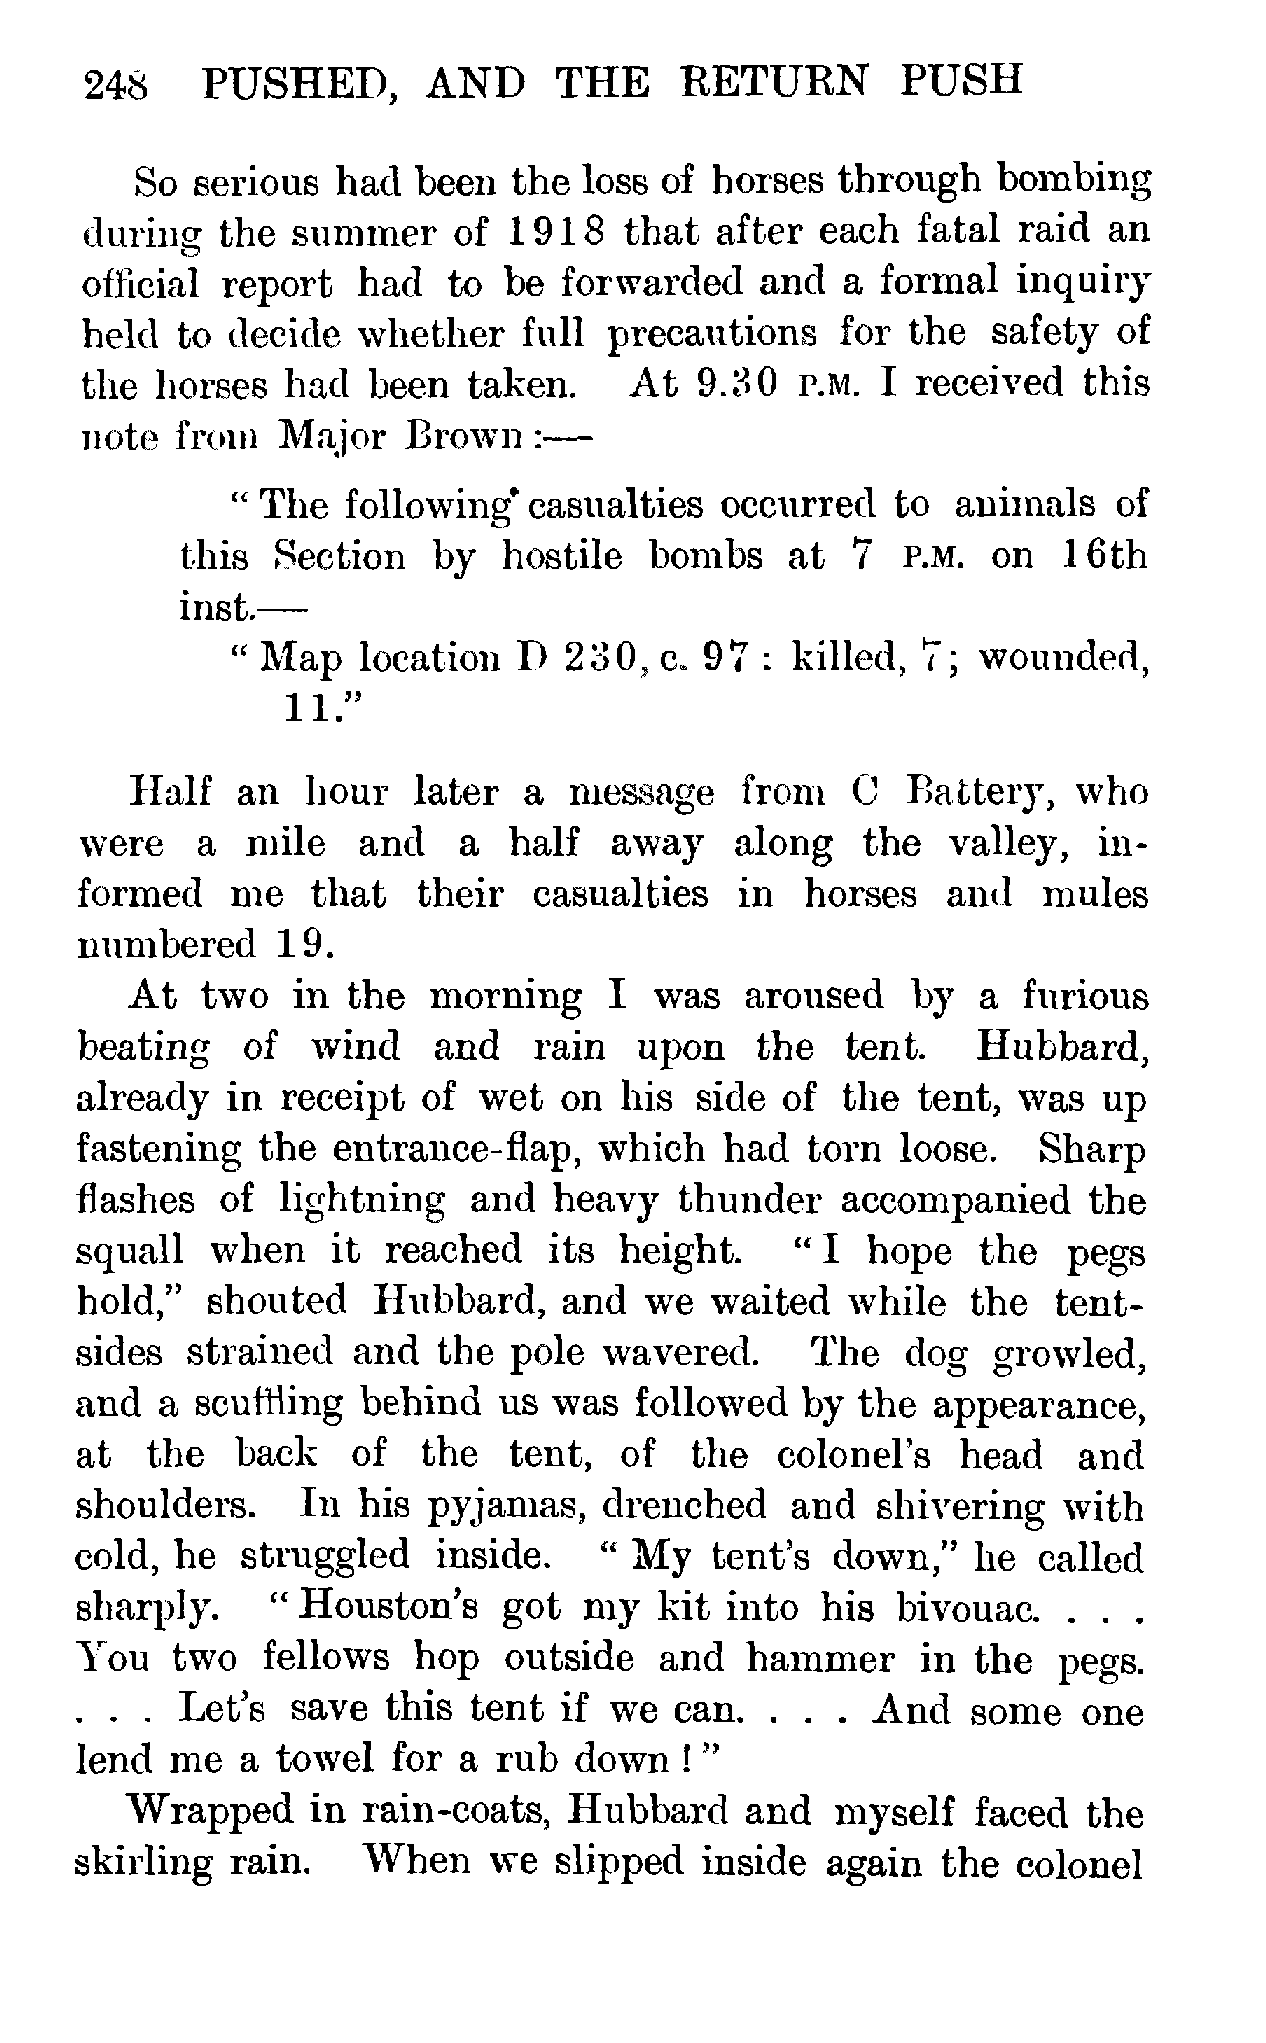 248 PUSHED, AND THE RETURN PUSH
So serious had been the loss of horses through bombing
during the summer of 1918 that after each fatal raid an
official report had to be forwarded and a formal inquiry
held to decide whether full precautions for the safety of
the horses had been taken. At 9.30 P.M. I received this
note from Major Brown :—
“ The following casualties occurred to animals of
this Section by hostile bombs at 7 P.M. on 16th
inst.—
“ Map location D 230, c. 97 : killed, 7; wounded,
11.”
Half an hour later a message from C Battery, who
were a mile and a half away along the valley, in-
formed me that their casualties in horses and mules
numbered 19.
At two in the morning I was aroused by a furious
beating of wind and rain upon the tent. Hubbard,
already in receipt of wet on his side of the tent, was up
fastening the entrance-flap, which had torn loose. Sharp
flashes of lightning and heavy thunder accompanied the
squall when it reached its height. “ I hope the pegs
hold,” shouted Hubbard, and we waited while the tent-
sides strained and the pole wavered. The dog growled,
and a scuffling behind us was followed by the appearance,
at the back of the tent, of the colonel’s head and
shoulders. In his pyjamas, drenched and shivering with
cold, he struggled inside. “ My tent’s down,” he called
sharply. “ Houston’s got my kit into his bivouac. . . .
You two fellows hop outside and hammer in the pegs.
. . . Let’s save this tent if we can. . . . And some one
lend me a towel for a rub down ! ”
Wrapped in rain-coats, Hubbard and myself faced the
skirling rain. When we slipped inside again the colonel